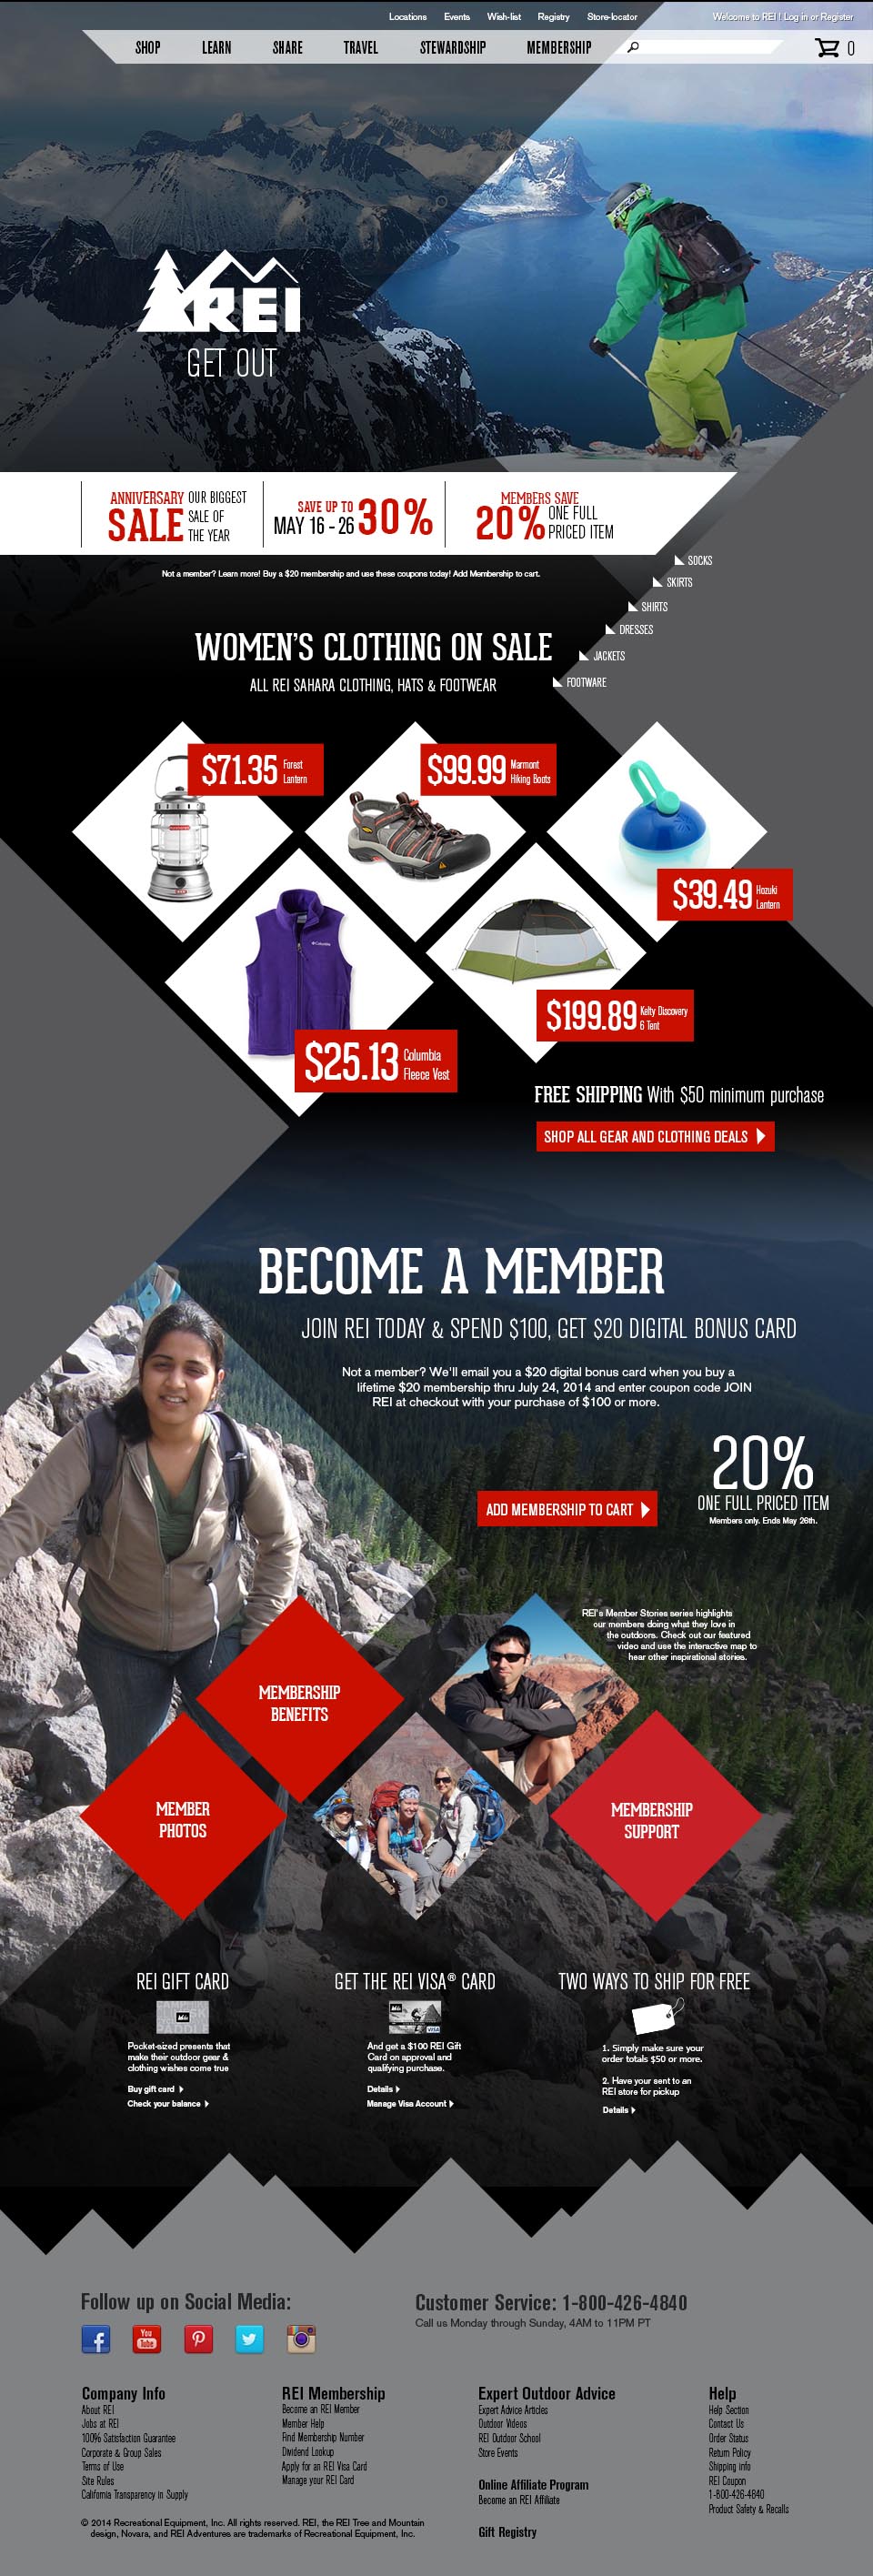 Locations Events Wish-list Registry Store-locator Welcome to REI ! Log in or Register
SHOP LEARN SHARE TRAVEL STEWARDSHIP MEMBERSHIP 0
REI
GET OUT
ANNIVERSARY SALE OUR BIGGEST
SALE OF
THE YEAR
SAVE UP TO
MAY 16 - 26 30%
MEMBERS SAVE
20% ONE FULL
PRICED ITEM
Not a member? Learn more! Buy a $20 membership and use these coupons today! Add Membership to cart.
SOCKS
SKIRTS
SHIRTS
DRESSES
JACKETS
FOOTWARE
WOMEN'S CLOTHING ON SALE
ALL REI SAHARA CLOTHING, HATS & FOOTWEAR
$71.35 Forest
Lantern
$99.99 Marmont
Hiking Boots
$39.49 Hozuki
Lantern
Columbia
$199.89 Kelty Discovery
6 Tent
$25.13 Columbia
Fleece Vest
FREE SHIPPING With $50 minimum purchase
SHOP ALL GEAR AND CLOTHING DEALS
BECOME A MEMBER
JOIN REI TODAY & SPEND $100, GET $20 DIGITAL BONUS CARD
Not a member? We'll email you a $20 digital bonus card when you buy a
lifetime $20 membership thru July 24, 2014 and enter coupon code JOIN
REI at checkout with your purchase of $100 or more.
20%
ONE FULL PRICED ITEM
Members only. Ends May 26th.
ADD MEMBERSHIP TO CART
REI's Member Stories series highlights
our members doing what they love in
the outdoors. Check out our featured
video and use the interactive map to
hear other inspirational stories.
MEMBERSHIP
BENEFITS
MEMBER
PHOTOS
MEMBERSHIP
SUPPORT
REI GIFT CARD
Pocket-sized presents that
make their outdoor gear &
clothing wishes come true
Buy gift card
Check your balance
GET THE REI VISA® CARD
VISA
And get a $100 REI Gift
Card on approval and
qualifying purchase.
Details
Manage Visa Account
TWO WAYS TO SHIP FOR FREE
1. Simply make sure your
order totals $50 or more.
2. Have your sent to an
REI store for pickup
Details
Follow up on Social Media:
You
Tube
Customer Service: 1-800-426-4840
Call us Monday through Sunday, 4AM to 11PM PT
Company Info
About REI
Jobs at REI
100% Satisfaction Guarantee
Corporate & Group Sales
Terms of Use
Site Rules
California Transparency in Supply
REI Membership
Become an REI Member
Member Help
Find Membership Number
Dividend Lookup
Apply for an REI Visa Card
Manage your REI Card
Expert Outdoor Advice
Expert Advice Articles
Outdoor Videos
REI Outdoor School
Store Events
Online Affiliate Program
Become an REI Affiliate
Gift Registry
Help
Help Section
Contact Us
Order Status
Return Policy
Shipping info
REI Coupon
1-800-426-4840
Product Safety & Recalls
© 2014 Recreational Equipment, Inc. All rights reserved. REI, the REI Tree and Mountain
design, Novara, and REI Adventures are trademarks of Recreational Equipment, Inc.